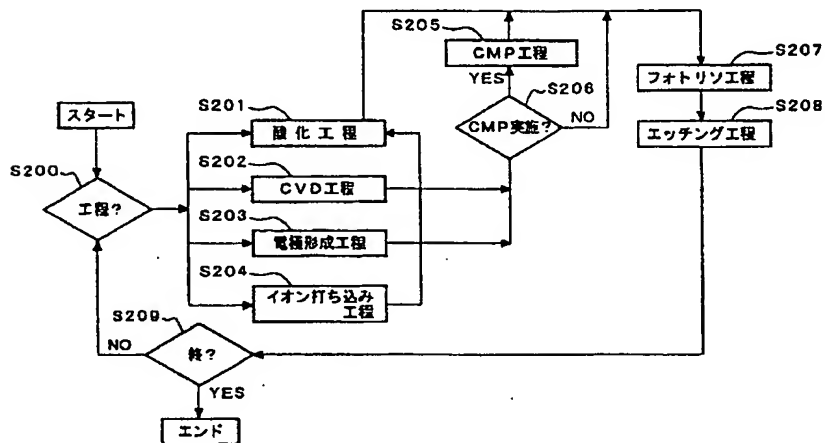 S205
CMP工程
S207
フォトリソ工程
YES
S206
S201
スタート
酸化工程
CMP実施?
NO
S208
エッチング工程
S200
S202
工程?
CVD工程
S203
電極形成工程
S204
イオン打ち込み
工程
S209
NO
終?
YES
エンド